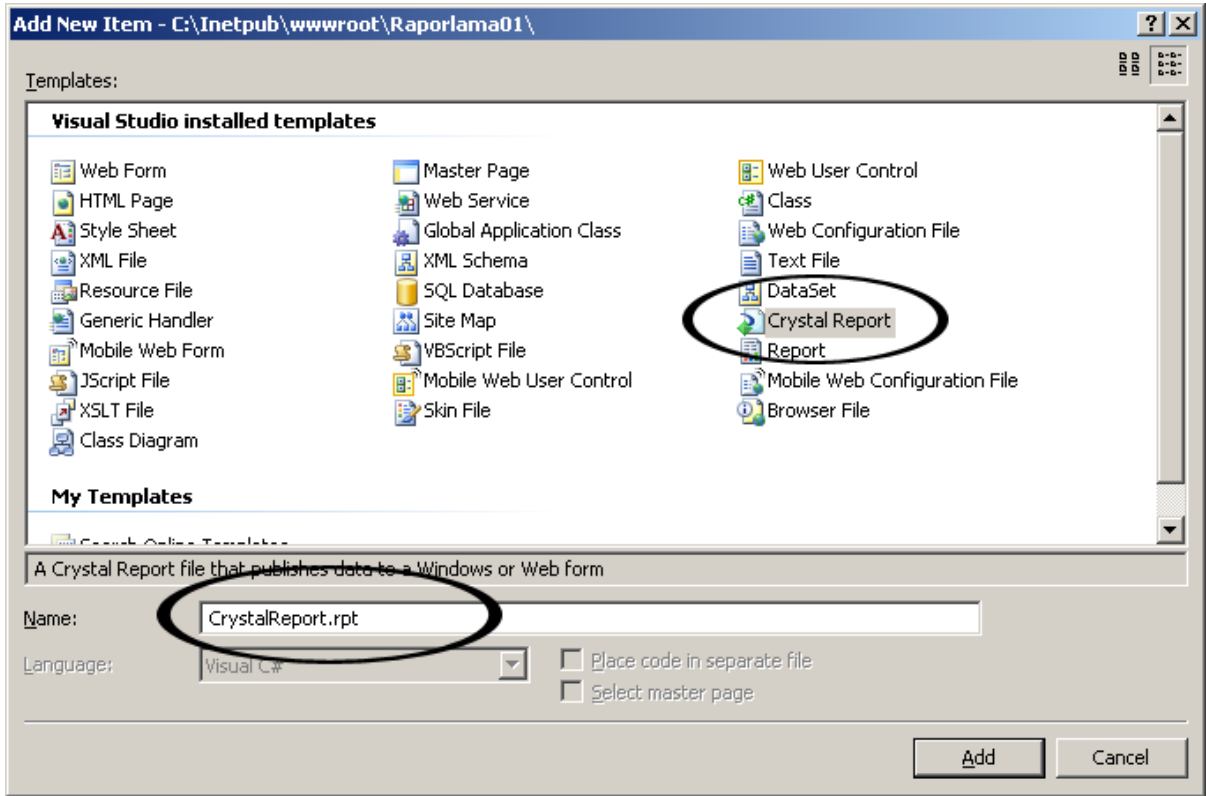 Add New Item - C:\Inetpub\wwwroot\Raporlama01\
Templates:
Visual Studio installed templates
Web Form Master Page Web User Control
HTML Page Web Service Class
Style Sheet Global Application Class Web Configuration File
XML File XML Schema Text File
Resource File SQL Database DataSet
Generic Handler Site Map Crystal Report
Mobile Web Form VBScript File Report
JScript File Mobile Web User Control Mobile Web Configuration File
XSLT File Skin File Browser File
Class Diagram
My Templates
Search Online Templates
A Crystal Report file that publishes data to a Windows or Web form
Name: CrystalReport.rpt
Language: Visual C# Place code in separate file
Select master page
Add Cancel